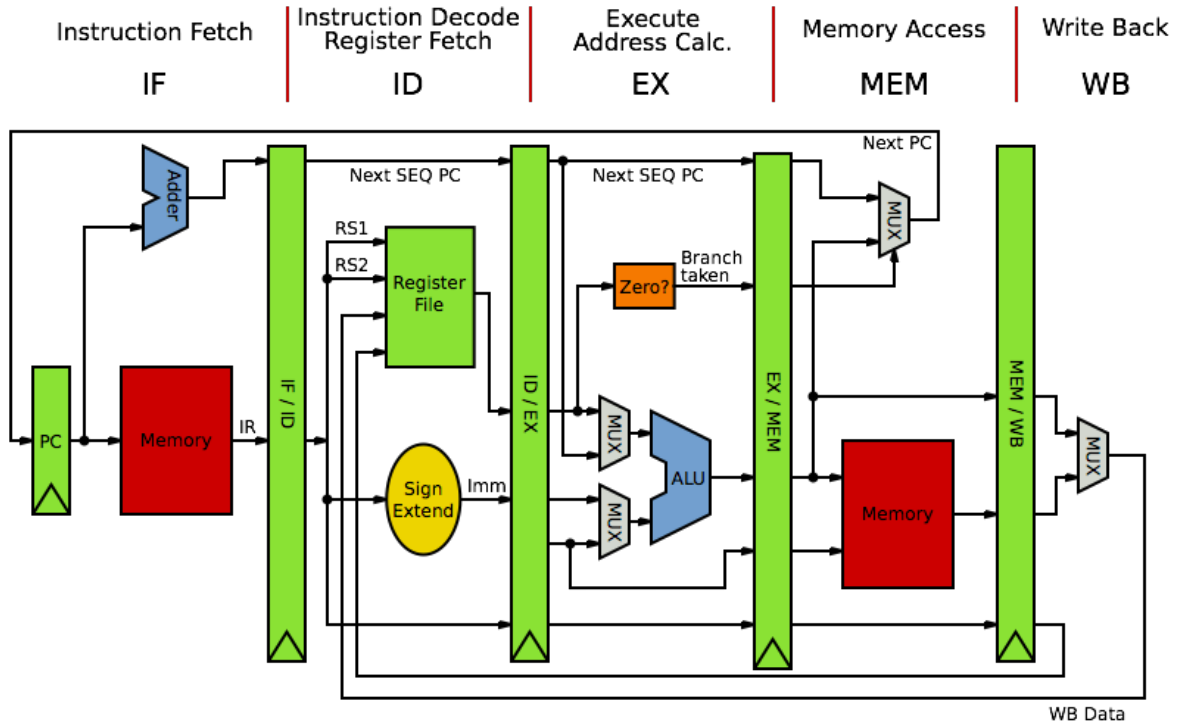 Instruction Fetch
IF
Instruction Decode
Register Fetch
ID
Execute
Address Calc.
EX
Memory Access
MEM
Write Back
WB
Adder
Next SEQ PC
Next SEQ PC
Next PC
MUX
RS1
RS2
Register
File
Zero?
Branch
taken
PC
Memory
IR
IF / ID
Sign
Extend
Imm
ID / EX
MUX
MUX
ALU
EX / MEM
Memory
MEM / WB
MUX
WB Data